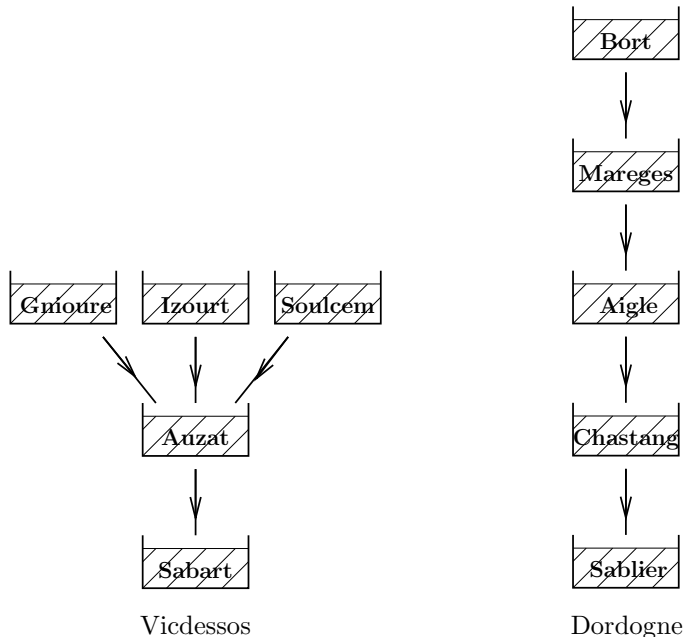 Bort
Mareges
Gnioure Izourt Soulcem Aigle
Auzat Chastang
Sabart Sablier
Vicdessos Dordogne